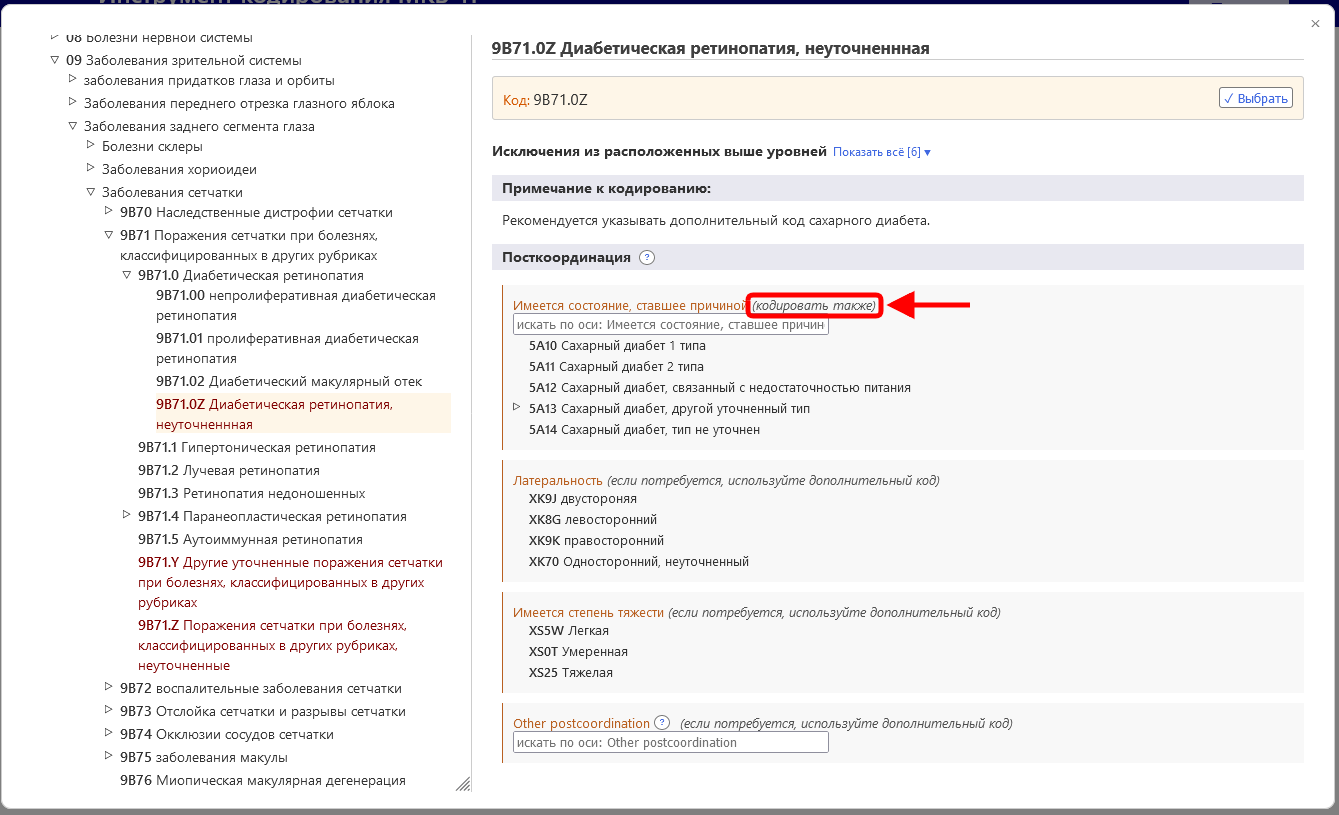 08 Болезни нервной системы
09 Заболевания зрительной системы
заболевания придатков глаза и орбиты
Заболевания переднего отрезка глазного яблока
Заболевания заднего сегмента глаза
Болезни склеры
Заболевания хориоидеи
Заболевания сетчатки
9B70 Наследственные дистрофии сетчатки
9B71 Поражения сетчатки при болезнях,
классифицированных в других рубриках
9B71.0 Диабетическая ретинопатия
9B71.00 непролиферативная диабетическая
ретинопатия
9B71.01 пролиферативная диабетическая
ретинопатия
9B71.02 Диабетический макулярный отек
9B71.0Z Диабетическая ретинопатия,
неуточненнная
9B71.1 Гипертоническая ретинопатия
9B71.2 Лучевая ретинопатия
9B71.3 Ретинопатия недоношенных
9B71.4 Паранеопластическая ретинопатия
9B71.5 Аутоиммунная ретинопатия
9B71.Y Другие уточненные поражения сетчатки
при болезнях, классифицированных в других
рубриках
9B71.Z Поражения сетчатки при болезнях,
классифицированных в других рубриках,
неуточненные
9B72 воспалительные заболевания сетчатки
9B73 Отслойка сетчатки и разрывы сетчатки
9B74 Окклюзии сосудов сетчатки
9B75 заболевания макулы
9B76 Миопическая макулярная дегенерация
9B71.0Z Диабетическая ретинопатия, неуточненнная
Код: 9B71.0Z
✓ Выбрать
Исключения из расположенных выше уровней Показать всё [6] ▾
Примечание к кодированию:
Рекомендуется указывать дополнительный код сахарного диабета.
Посткоординация ?
Имеется состояние, ставшее причиной (кодировать также)
искать по оси: Имеется состояние, ставшее причин
5A10 Сахарный диабет 1 типа
5A11 Сахарный диабет 2 типа
5A12 Сахарный диабет, связанный с недостаточностью питания
5A13 Сахарный диабет, другой уточненный тип
5A14 Сахарный диабет, тип не уточнен
Латеральность (если потребуется, используйте дополнительный код)
XK9J двустороняя
XK8G левосторонний
XK9K правосторонний
XK70 Односторонний, неуточненный
Имеется степень тяжести (если потребуется, используйте дополнительный код)
XS5W Легкая
XS0T Умеренная
XS25 Тяжелая
Other postcoordination ? (если потребуется, используйте дополнительный код)
искать по оси: Other postcoordination